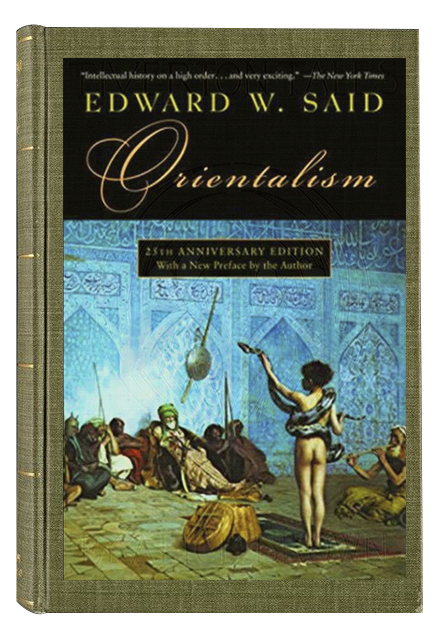 "Intellectual history on a high order . . . and very exciting." —The New York Times
EDWARD W. SAID
Orientalism
25TH ANNIVERSARY EDITION
With a New Preface by the Author